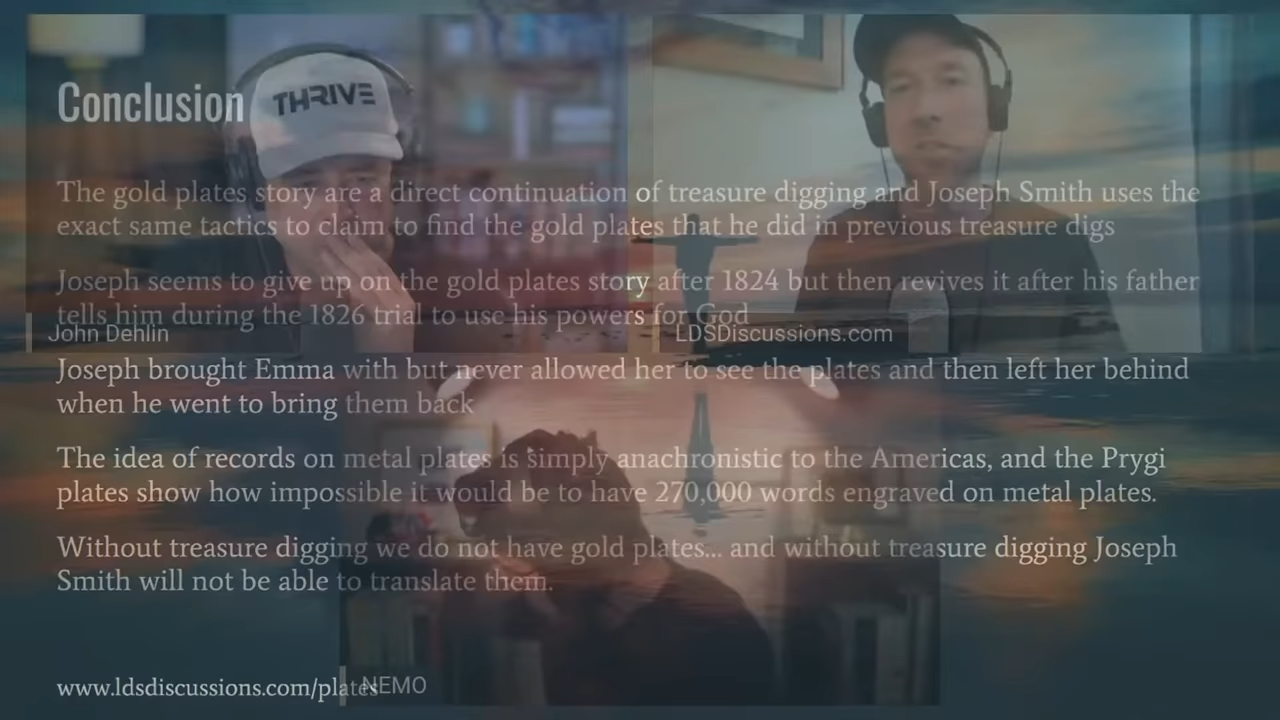 Conclusion
THRIVE
The gold plates story are a direct continuation of treasure digging and Joseph Smith uses the
exact same tactics to claim to find the gold plates that he did in previous treasure digs
Joseph seems to give up on the gold plates story after 1824 but then revives it after his father
tells him during the 1826 trial to use his powers for God
John Dehlin
LDSDiscussions.com
Joseph brought Emma with but never allowed her to see the plates and then left her behind
when he went to bring them back
The idea of records on metal plates is simply anachronistic to the Americas, and the Prygi
plates show how impossible it would be to have 270,000 words engraved on metal plates.
Without treasure digging we do not have gold plates... and without treasure digging Joseph
Smith will not be able to translate them.
www.ldsdiscussions.com/plates
NEMO